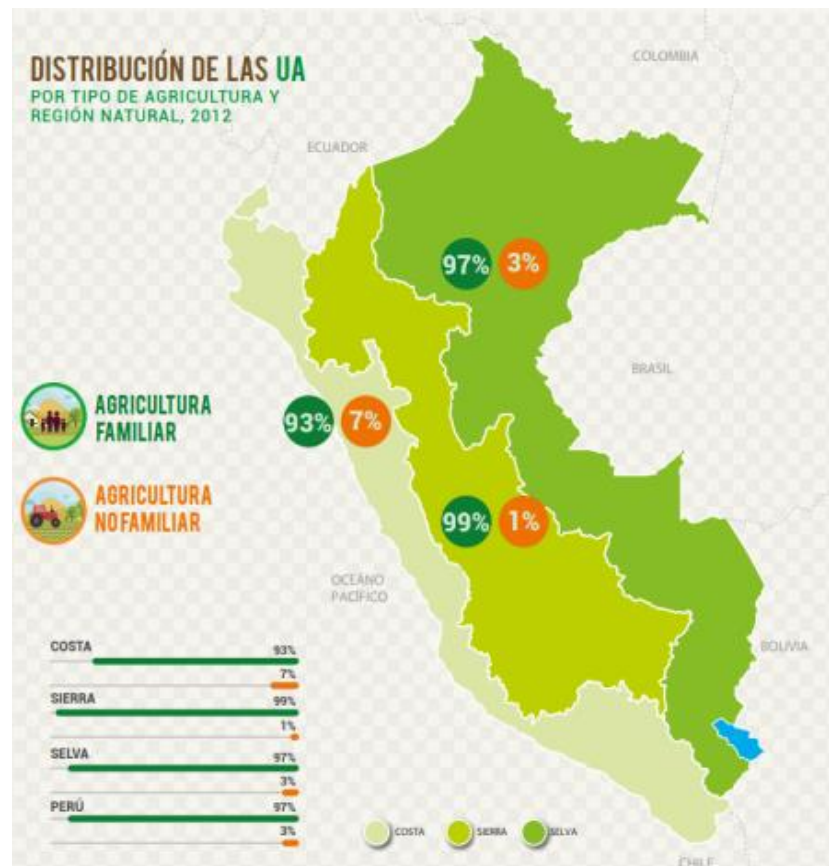 DISTRIBUCIÓN DE LAS UA
POR TIPO DE AGRICULTURA Y
REGIÓN NATURAL, 2012
COLOMBIA
ECUADOR
97% 3%
BRASIL
AGRICULTURA
FAMILIAR
93% 7%
AGRICULTURA
NO FAMILIAR
99% 1%
OCEÁNO
PACÍFICO
BOLIVIA
COSTA 93%
7%
SIERRA 99%
1%
SELVA 97%
3%
PERÚ 97%
3%
COSTA SIERRA SELVA
CHILE